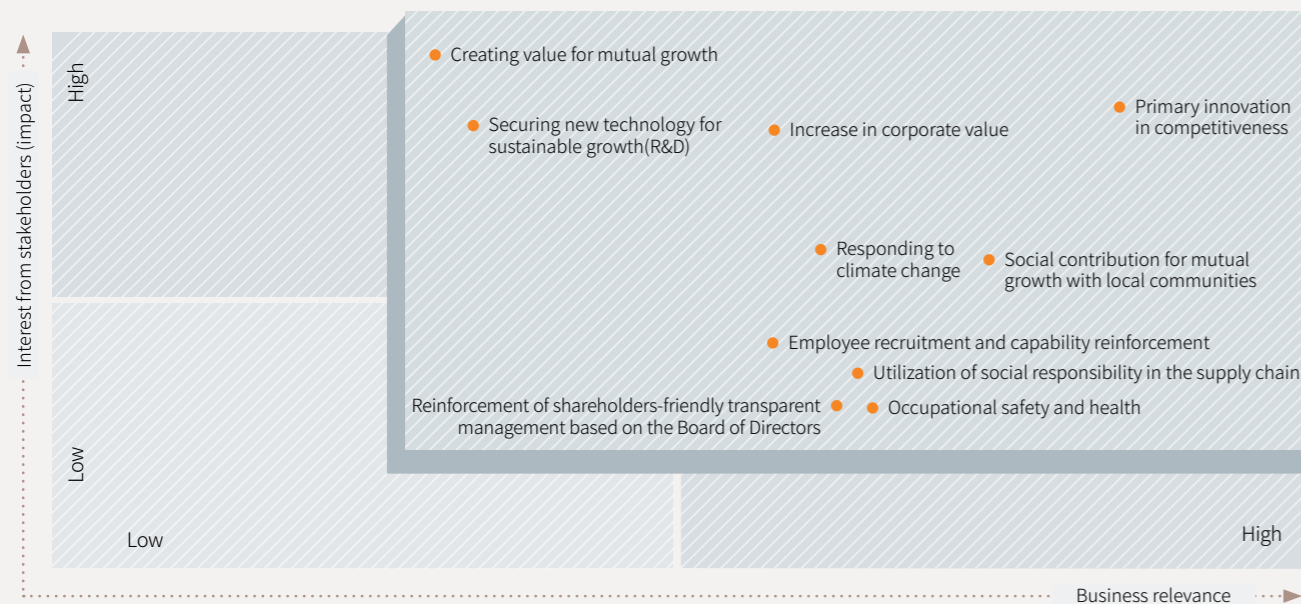 Interest from stakeholders (impact)
High
Low
Creating value for mutual growth
Securing new technology for
sustainable growth(R&D)
Increase in corporate value
Primary innovation
in competitiveness
Responding to
climate change
Social contribution for mutual
growth with local communities
Employee recruitment and capability reinforcement
Utilization of social responsibility in the supply chain
Reinforcement of shareholders-friendly transparent
management based on the Board of Directors
Occupational safety and health
Low
High
Business relevance